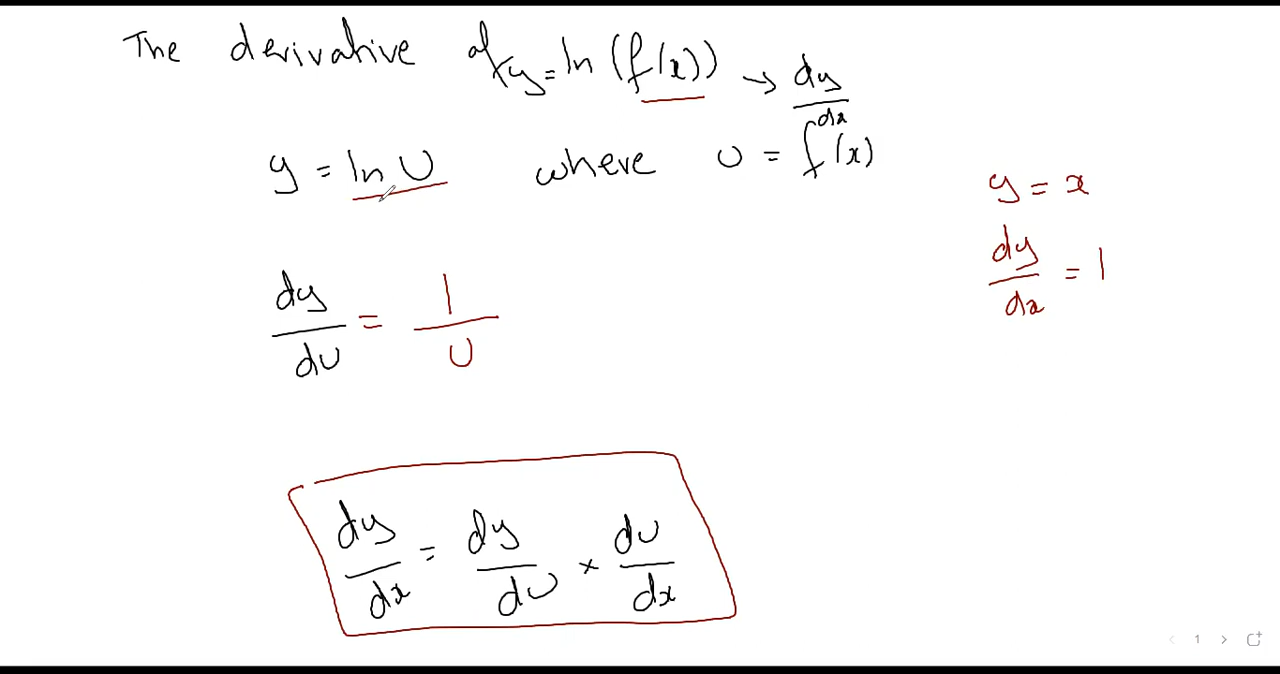 The derivative of y = ln (f(x)) → dy/dx
y = ln U where U = f(x)
y = x
dy/dx = 1
dy/dU = 1/U
dy/dx = dy/dU × dU/dx
1